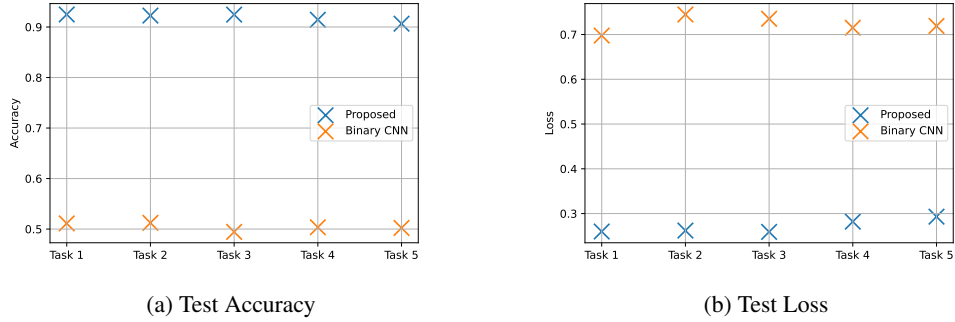 0.9
0.8
0.7
0.6
0.5
Accuracy
Proposed
Binary CNN
Task 1 Task 2 Task 3 Task 4 Task 5
(a) Test Accuracy
0.7
0.6
0.5
0.4
0.3
Loss
Proposed
Binary CNN
Task 1 Task 2 Task 3 Task 4 Task 5
(b) Test Loss